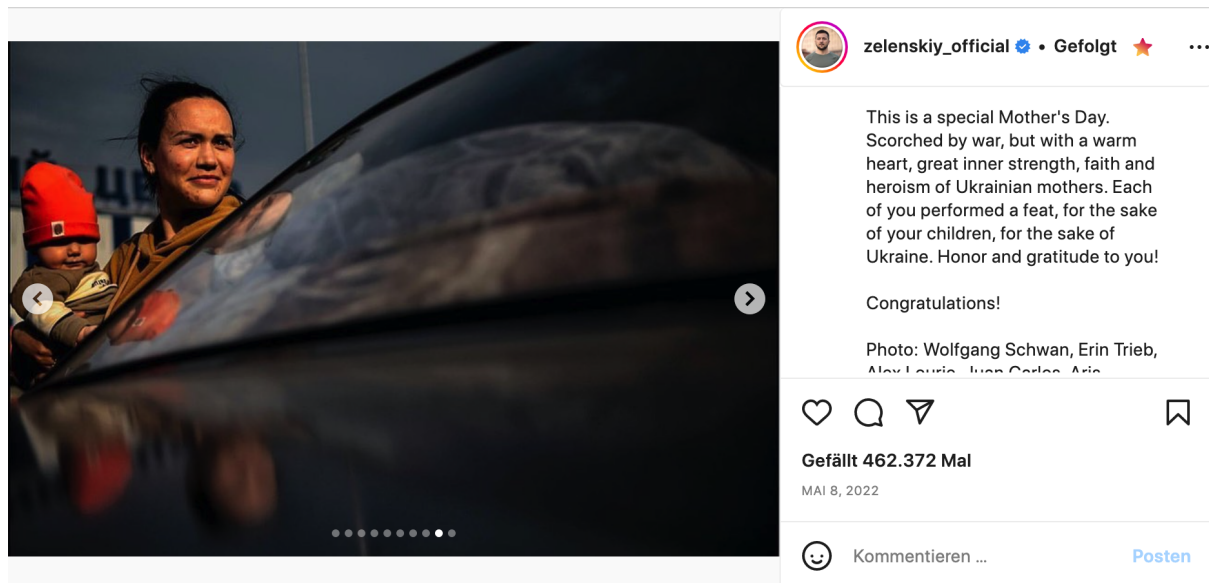 zelenskiy_official • Gefolgt
This is a special Mother's Day.
Scorched by war, but with a warm
heart, great inner strength, faith and
heroism of Ukrainian mothers. Each
of you performed a feat, for the sake
of your children, for the sake of
Ukraine. Honor and gratitude to you!
Congratulations!
Photo: Wolfgang Schwan, Erin Trieb,
Gefällt 462.372 Mal
MAI 8, 2022
Kommentieren …
Posten